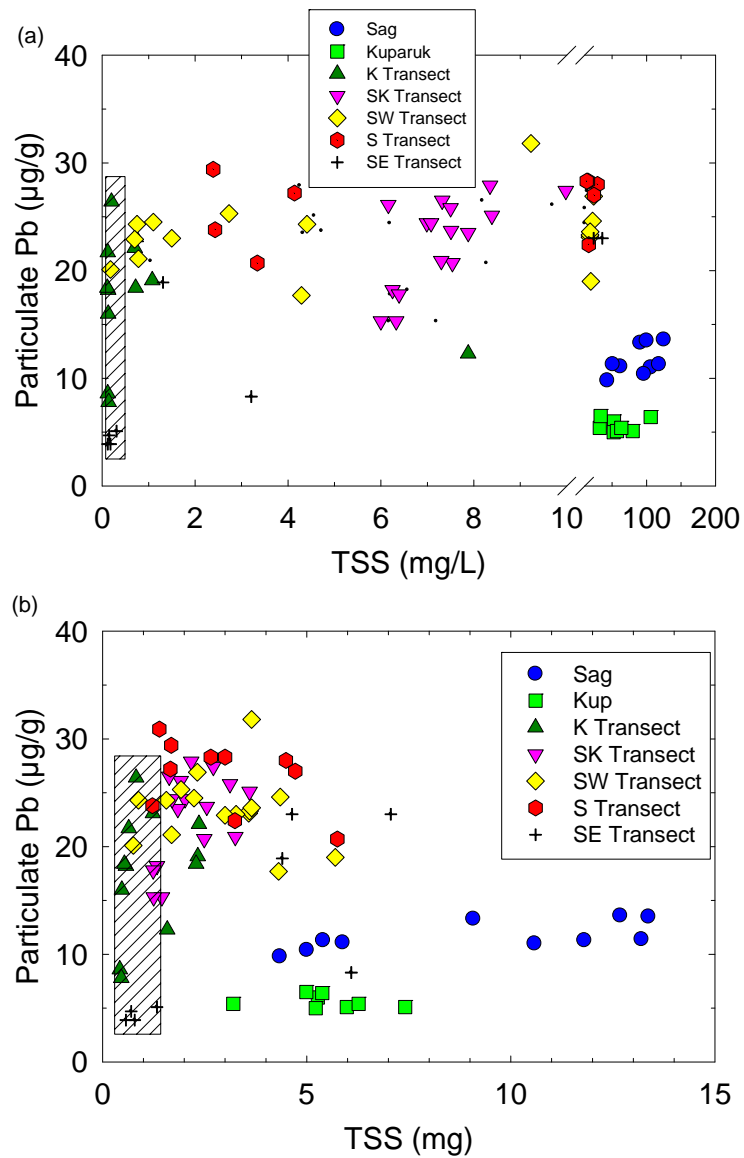 (a)
Sag
Kuparuk
K Transect
SK Transect
SW Transect
S Transect
SE Transect
40
30
20
10
0
Particulate Pb (µg/g)
0 2 4 6 8 10 100 200
TSS (mg/L)
(b)
Sag
Kup
K Transect
SK Transect
SW Transect
S Transect
SE Transect
40
30
20
10
0
Particulate Pb (µg/g)
0 5 10 15
TSS (mg)